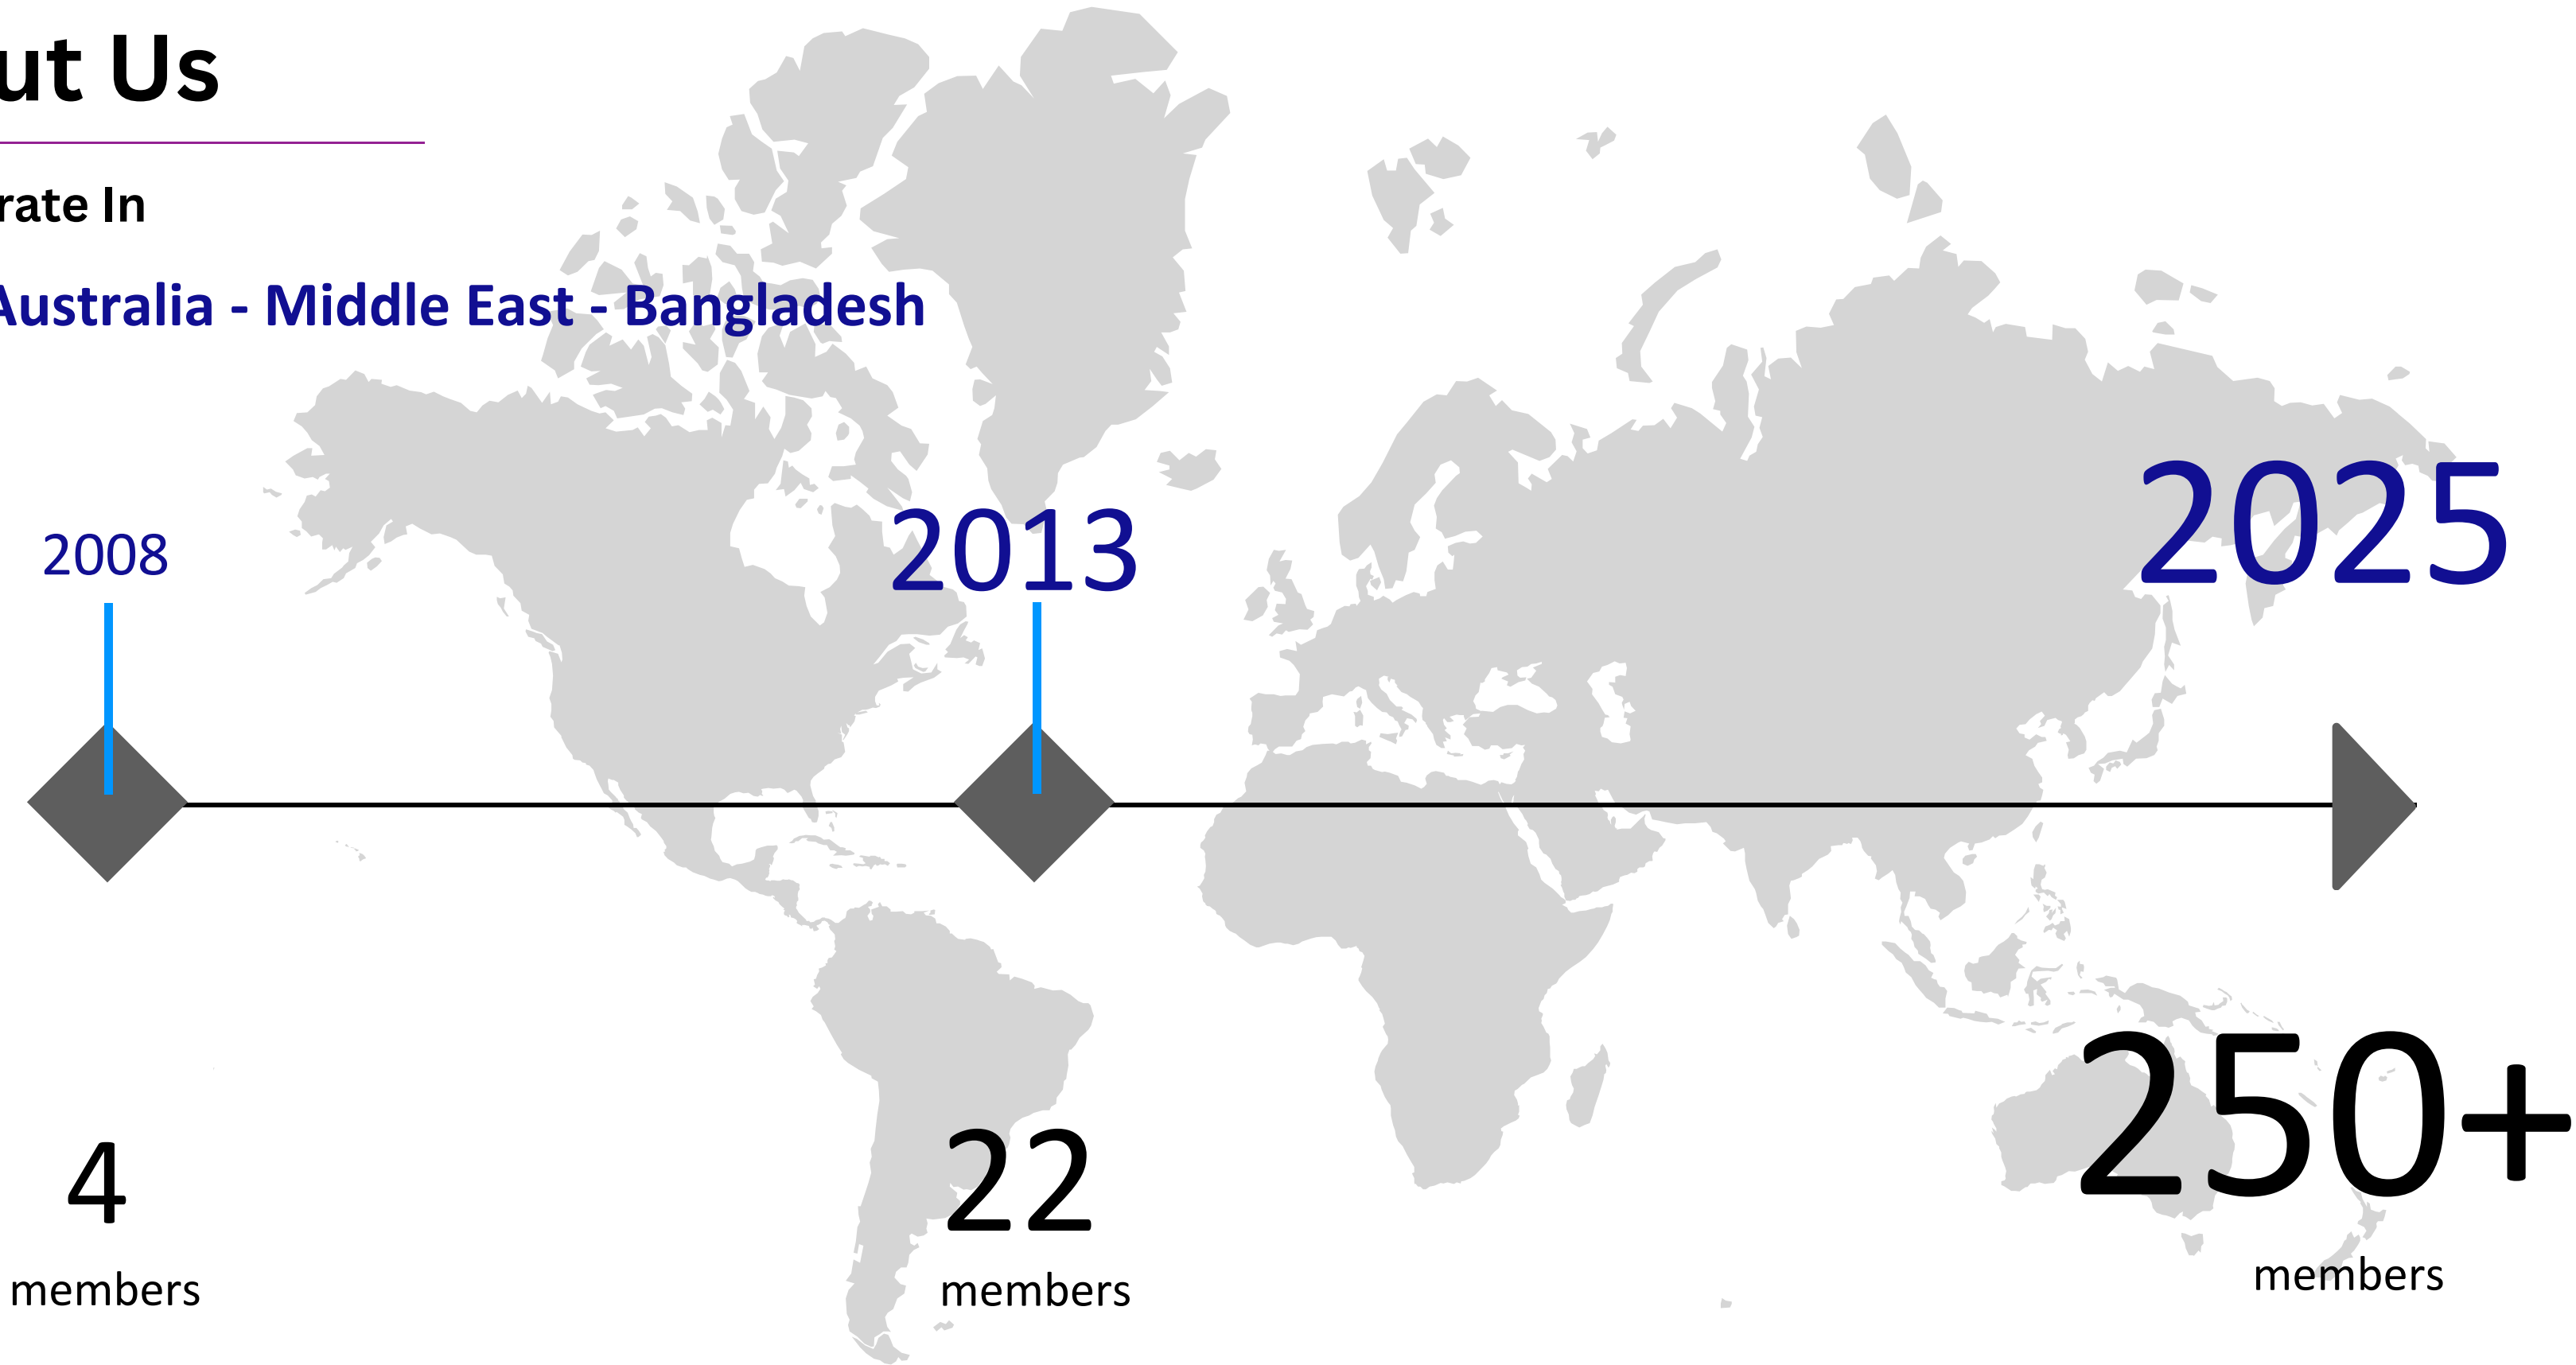 ut Us
rate In
Australia - Middle East - Bangladesh
2008
2013
2025
4
22
250+
members
members
members